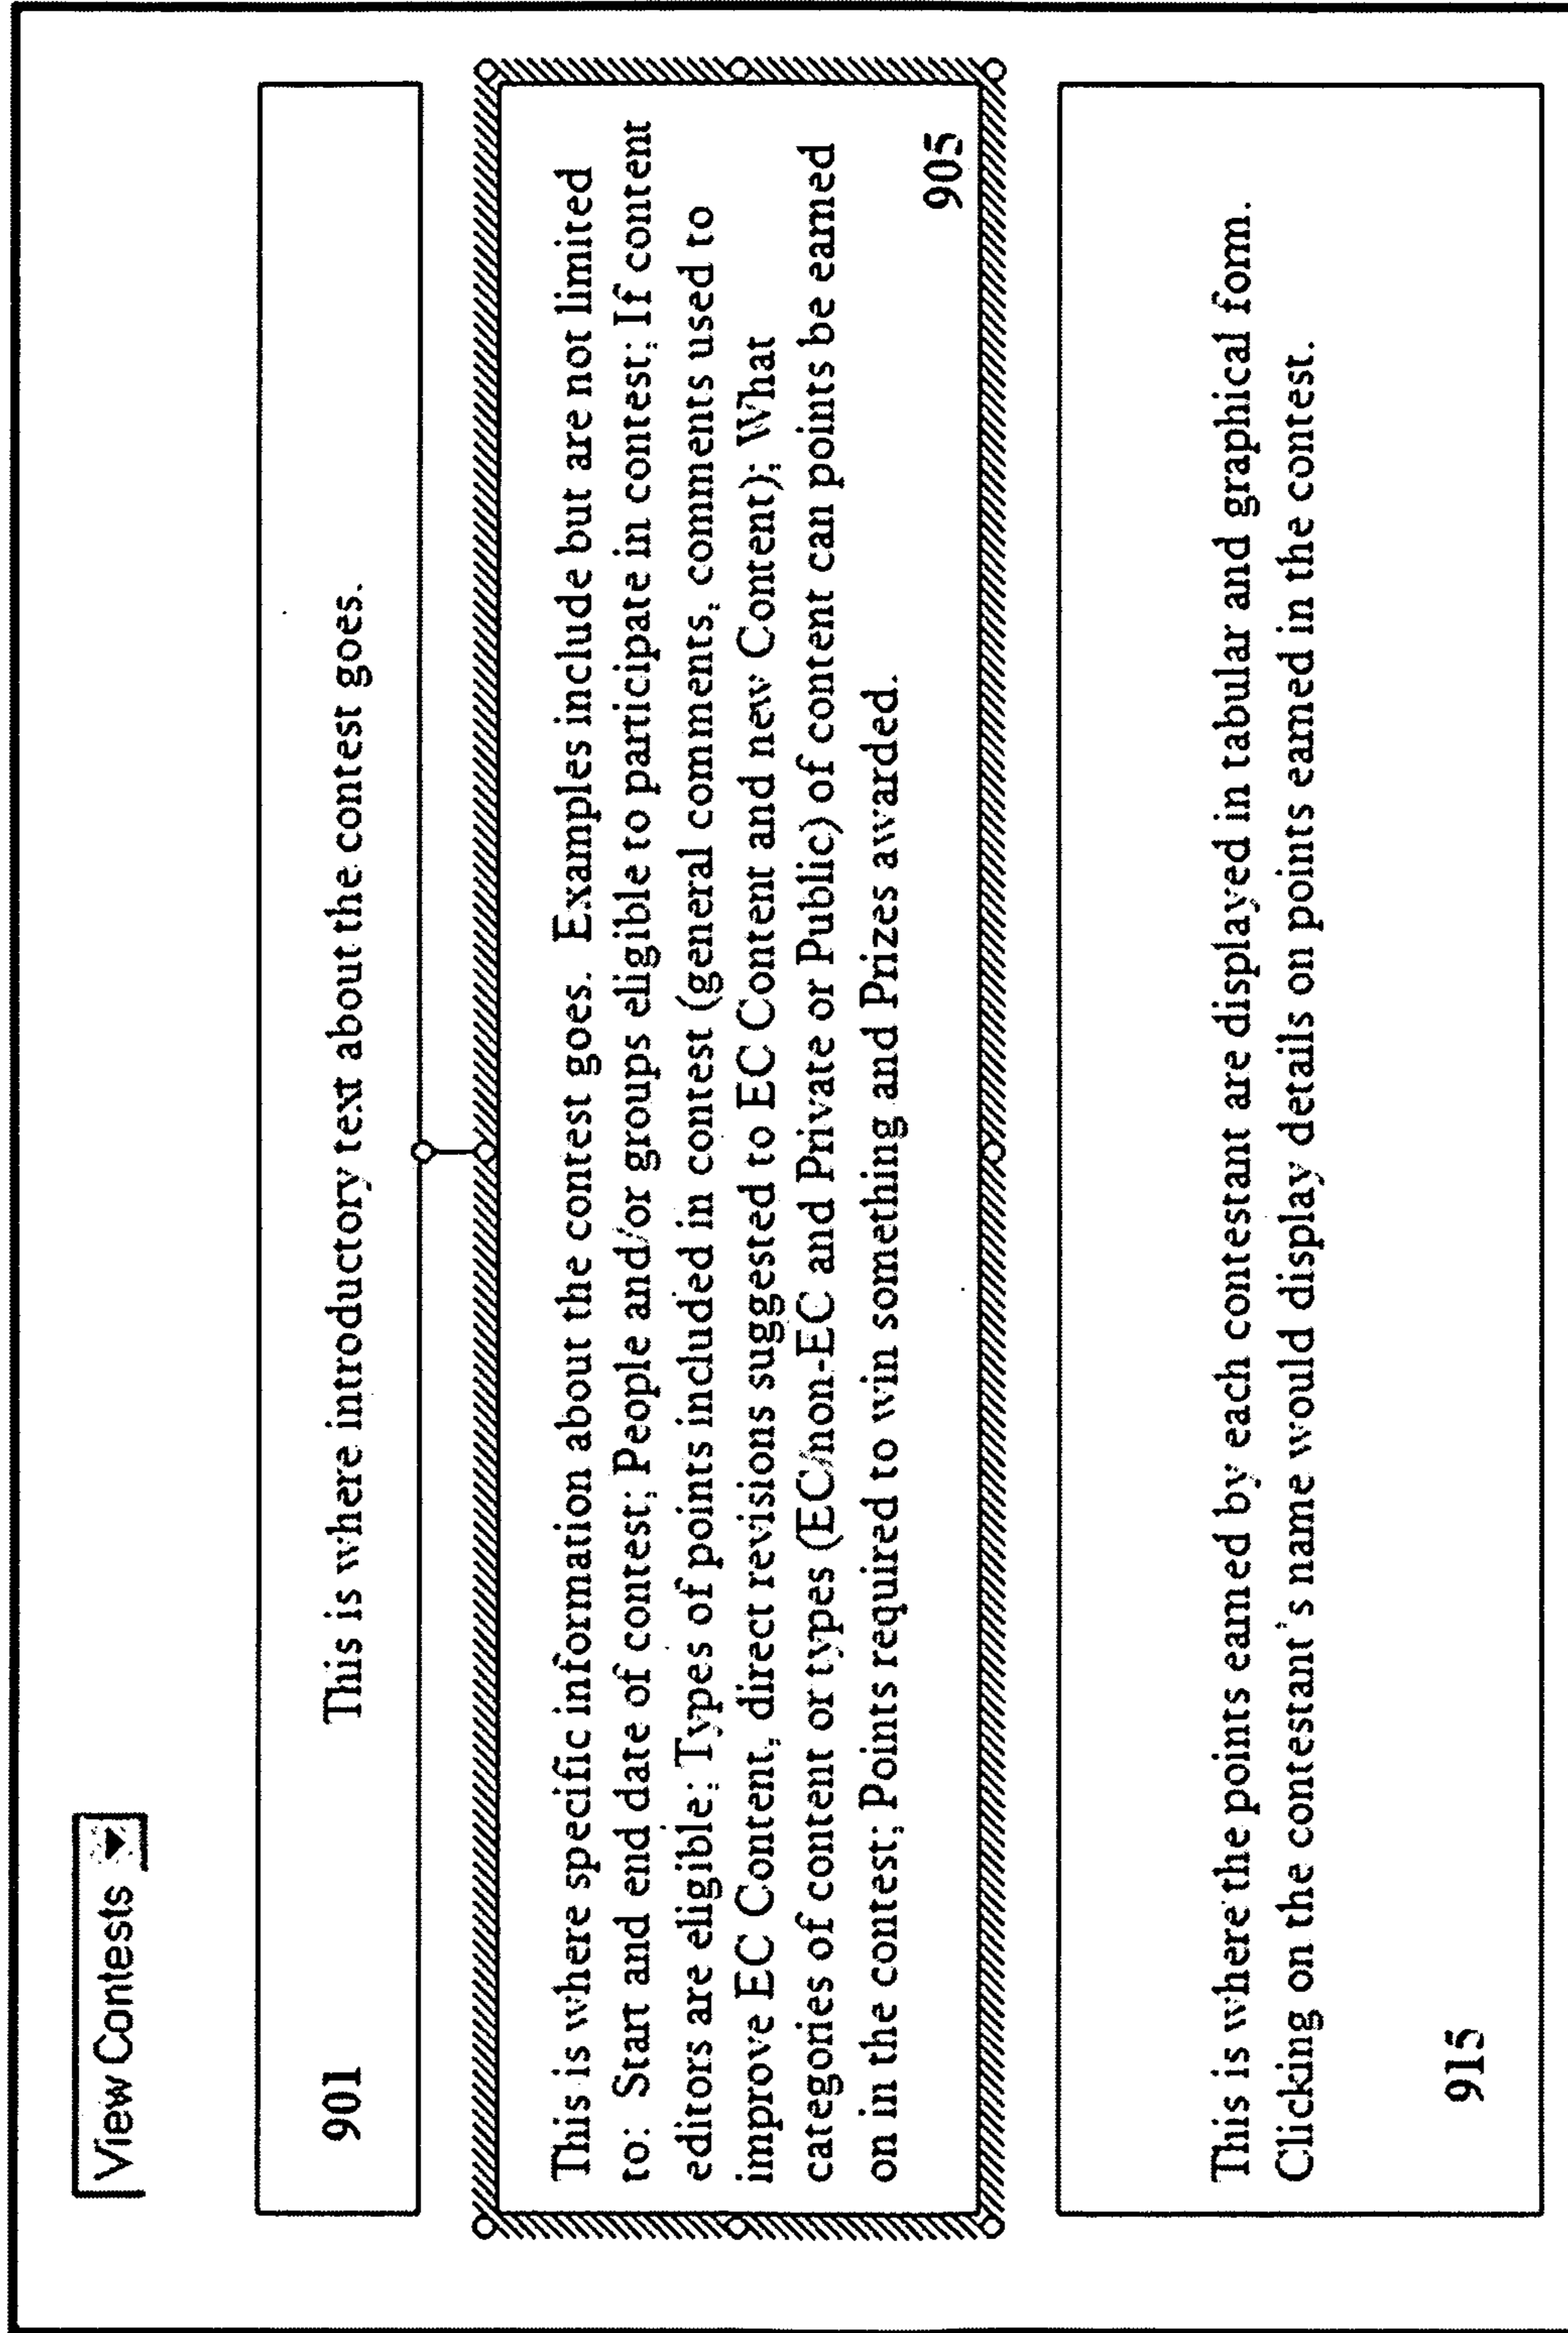 View Contests
901
This is where introductory text about the contest goes.
This is where specific information about the contest goes. Examples include but are not limited
to: Start and end date of contest; People and/or groups eligible to participate in contest; If content
editors are eligible; Types of points included in contest (general comments, comments used to
improve EC Content, direct revisions suggested to EC Content and new Content); What
categories of content or types (EC/non-EC and Private or Public) of content can points be earned
on in the contest; Points required to win something and Prizes awarded.
905
This is where the points earned by each contestant are displayed in tabular and graphical form.
Clicking on the contestant's name would display details on points earned in the contest.
915